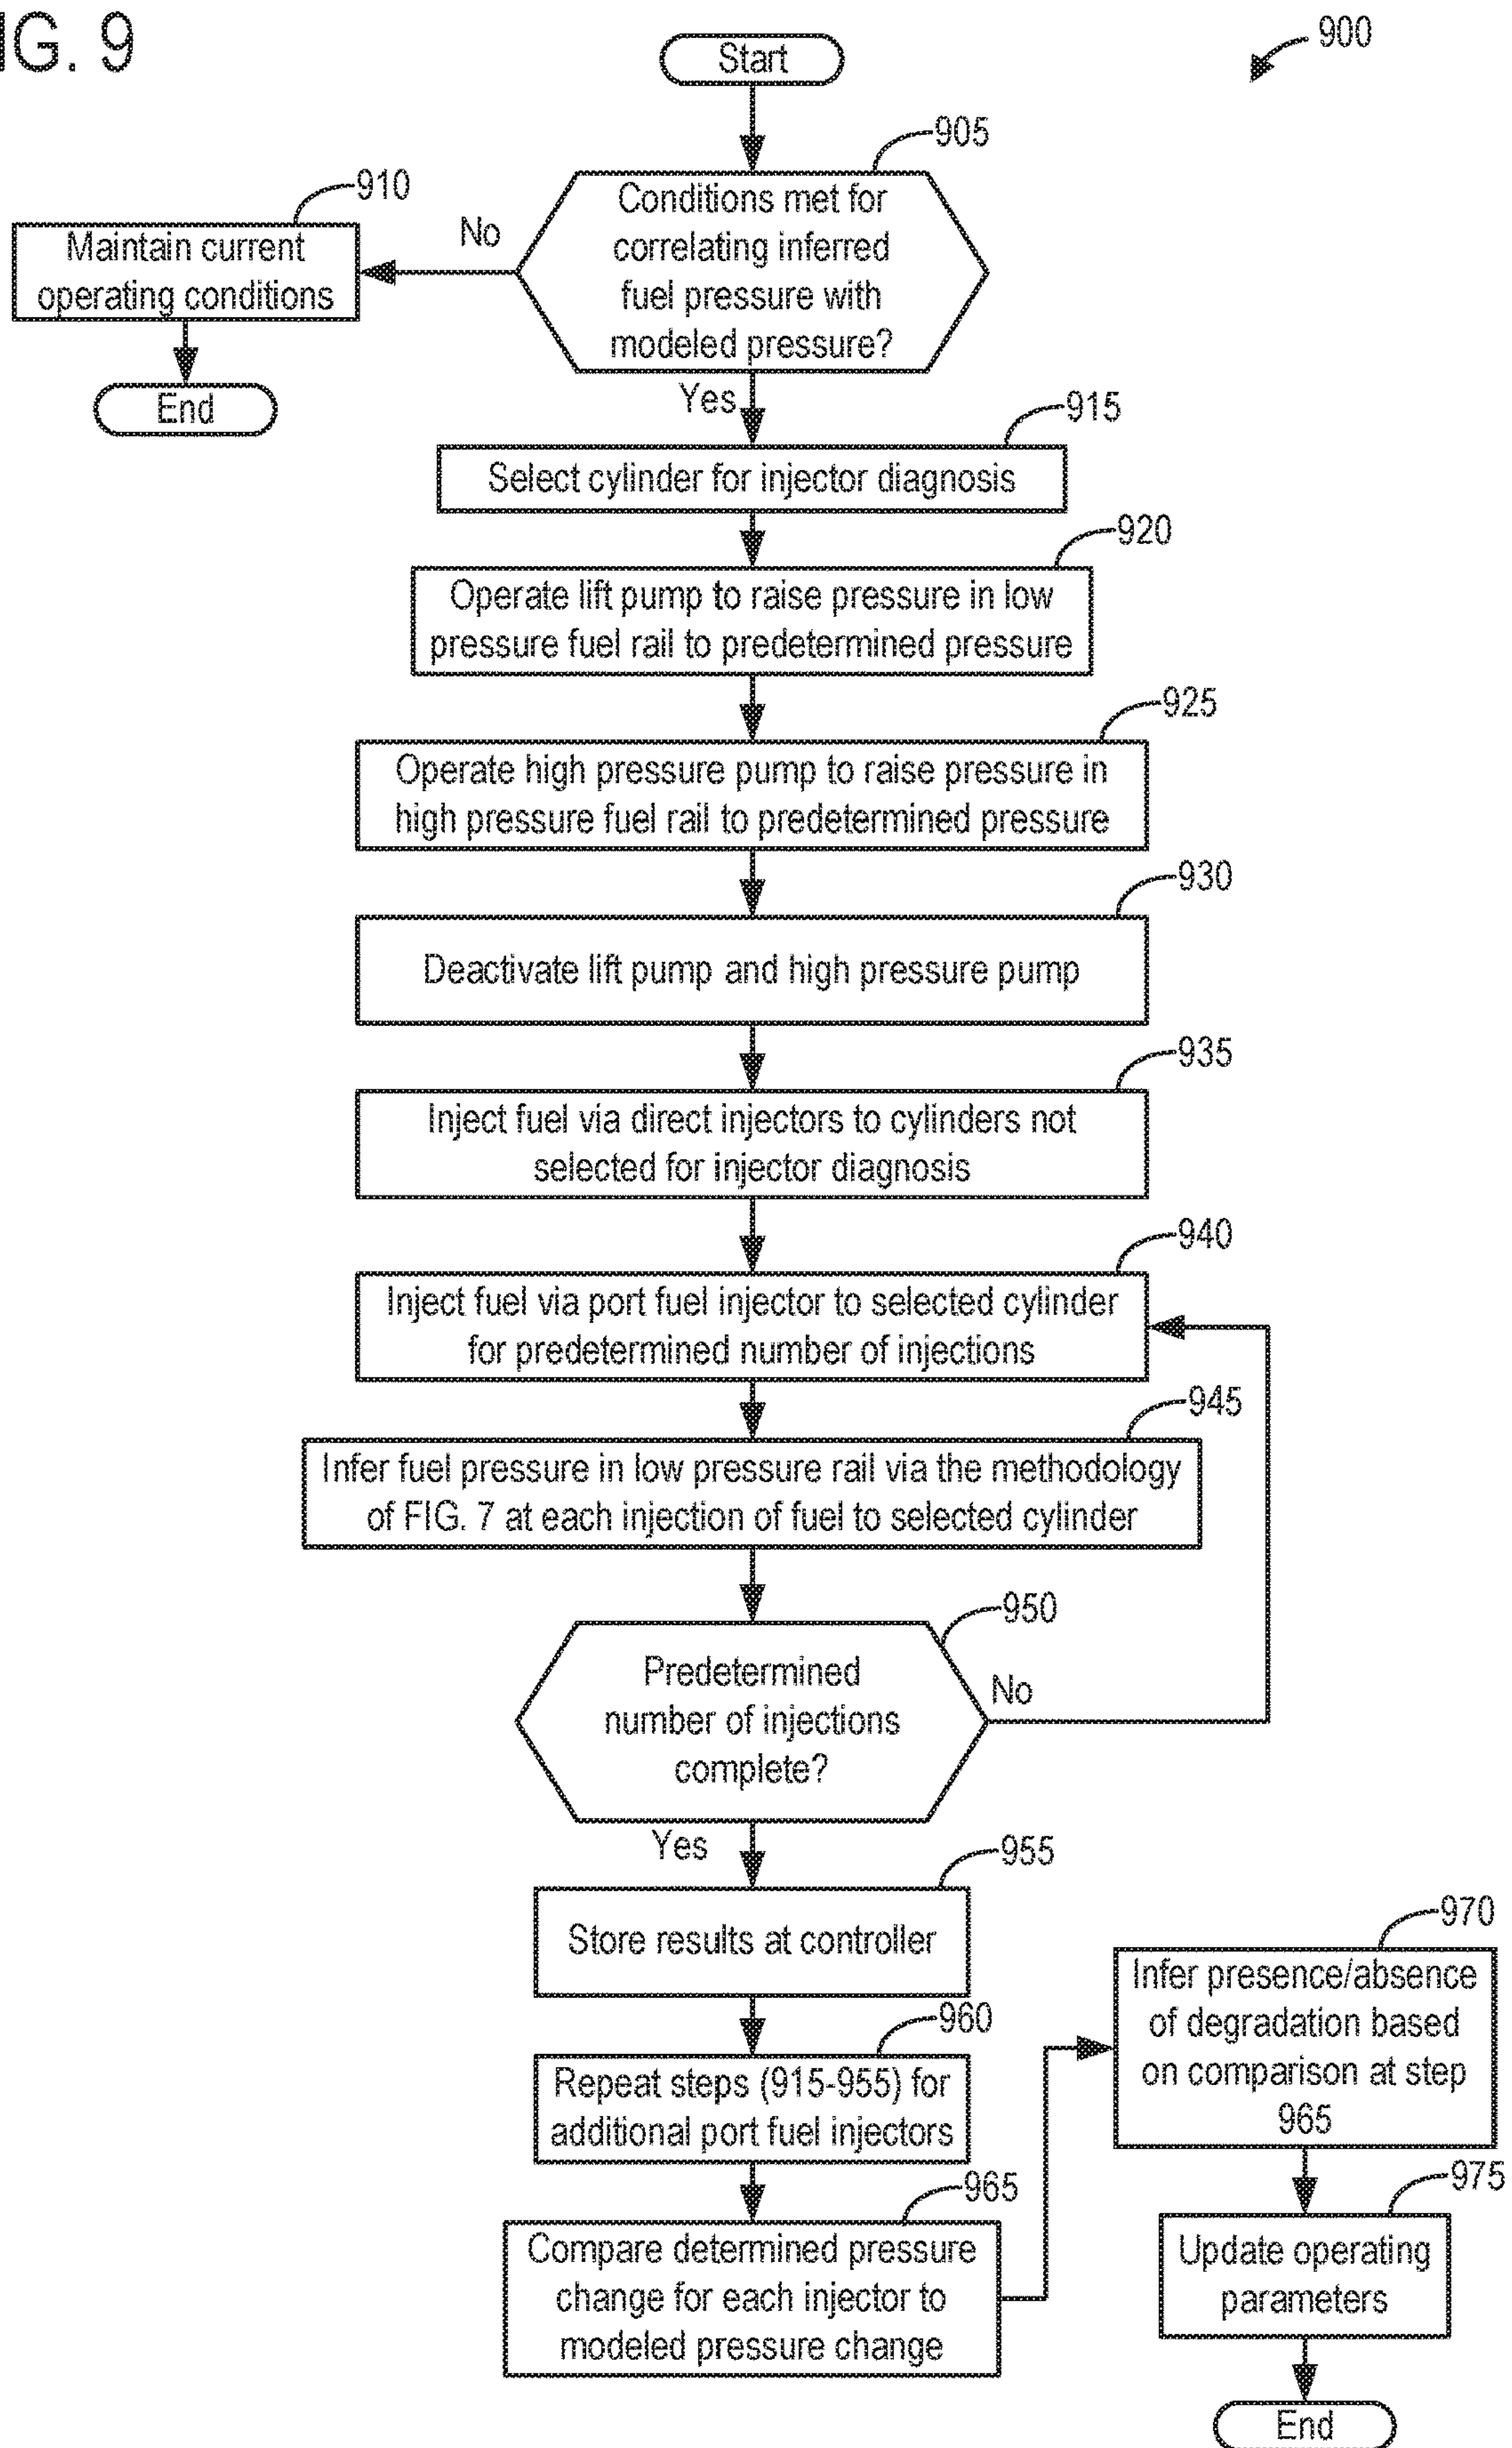 IG. 9
900
Start
905
Conditions met for
correlating inferred
fuel pressure with
modeled pressure?
No
910
Maintain current
operating conditions
End
Yes
915
Select cylinder for injector diagnosis
920
Operate lift pump to raise pressure in low
pressure fuel rail to predetermined pressure
925
Operate high pressure pump to raise pressure in
high pressure fuel rail to predetermined pressure
930
Deactivate lift pump and high pressure pump
935
Inject fuel via direct injectors to cylinders not
selected for injector diagnosis
940
Inject fuel via port fuel injector to selected cylinder
for predetermined number of injections
945
Infer fuel pressure in low pressure rail via the methodology
of FIG. 7 at each injection of fuel to selected cylinder
950
Predetermined
number of injections
complete?
No
Yes
955
Store results at controller
960
Repeat steps (915-955) for
additional port fuel injectors
965
Compare determined pressure
change for each injector to
modeled pressure change
970
Infer presence/absence
of degradation based
on comparison at step
965
975
Update operating
parameters
End